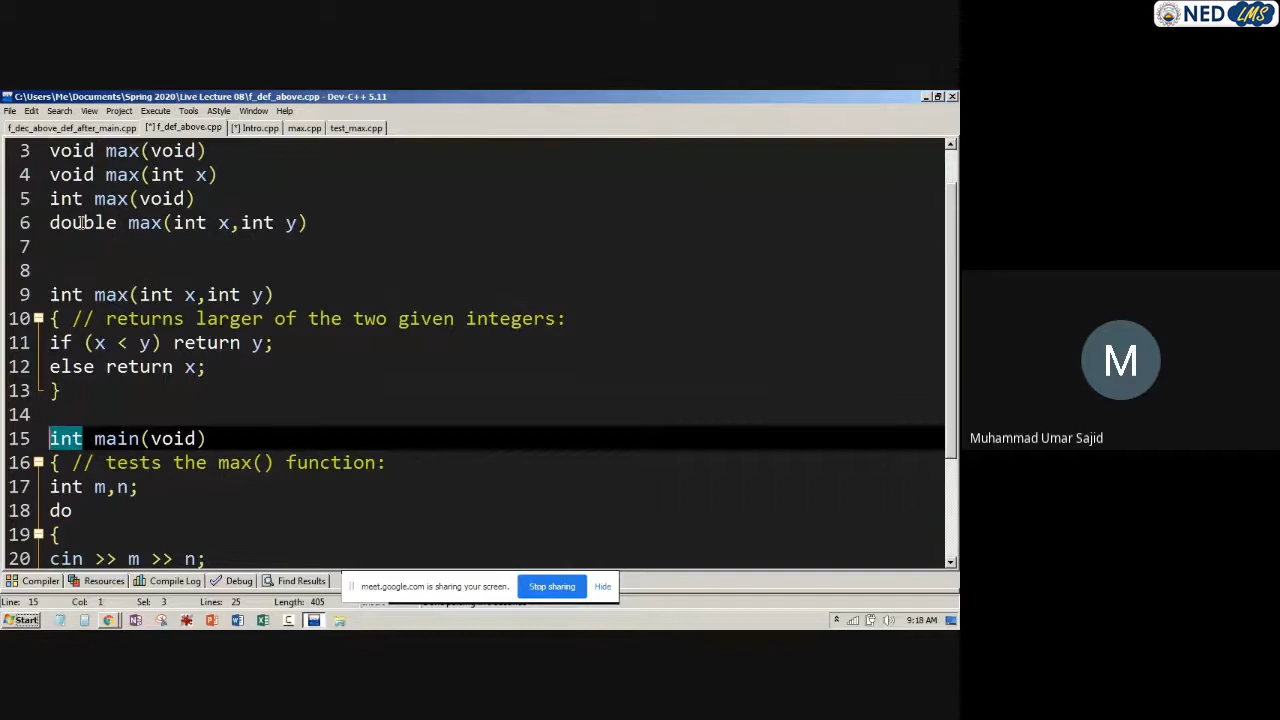 NED LMS
C:\Users\Me\Documents\Spring 2020\Live Lecture 08\f_def_above.cpp - Dev-C++ 5.11
File Edit Search View Project Execute Tools AStyle Window Help
f_dec_above_def_after_main.cpp [*] f_def_above.cpp [*] Intro.cpp max.cpp test_max.cpp
3 void max(void)
4 void max(int x)
5 int max(void)
6 double max(int x,int y)
7
8
9 int max(int x,int y)
10 { // returns larger of the two given integers:
11 if (x < y) return y;
12 else return x;
13 }
14
15 int main(void)
16 { // tests the max() function:
17 int m,n;
18 do
19 {
20 cin >> m >> n;
M
Muhammad Umar Sajid
Compiler Resources Compile Log Debug Find Results
meet.google.com is sharing your screen. Stop sharing Hide
Line: 15 Col: 1 Sel: 3 Lines: 25 Length: 405
Start 9:18 AM